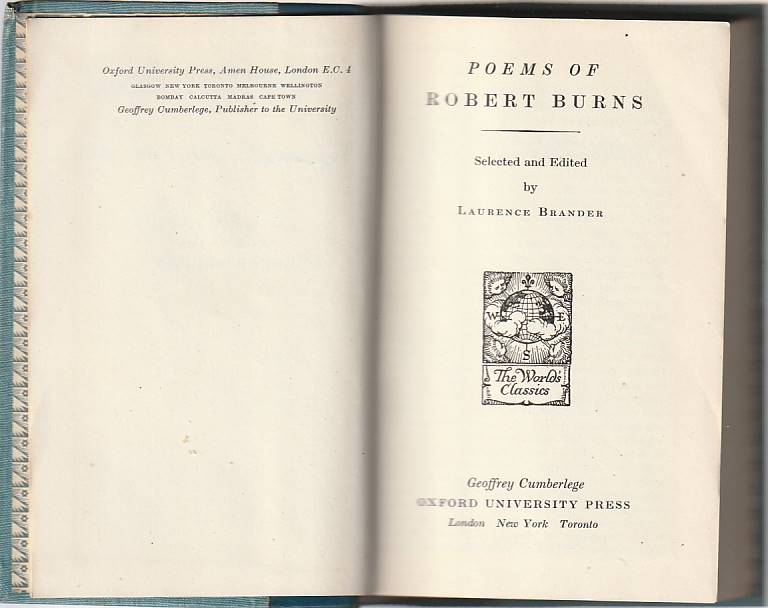 Oxford University Press, Amen House, London E.C. 4
GLASGOW NEW YORK TORONTO MELBOURNE WELLINGTON
BOMBAY CALCUTTA MADRAS CAPE TOWN
Geoffrey Cumberlege, Publisher to the University
POEMS OF
ROBERT BURNS
Selected and Edited
by
LAURENCE BRANDER
W E
S
The World's
Classics
Geoffrey Cumberlege
OXFORD UNIVERSITY PRESS
London New York Toronto